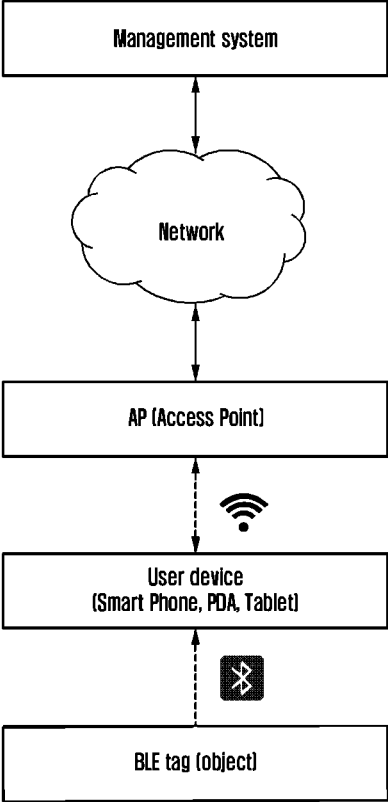 Management system
Network
AP (Access Point)
User device
(Smart Phone, PDA, Tablet)
BLE tag (object)